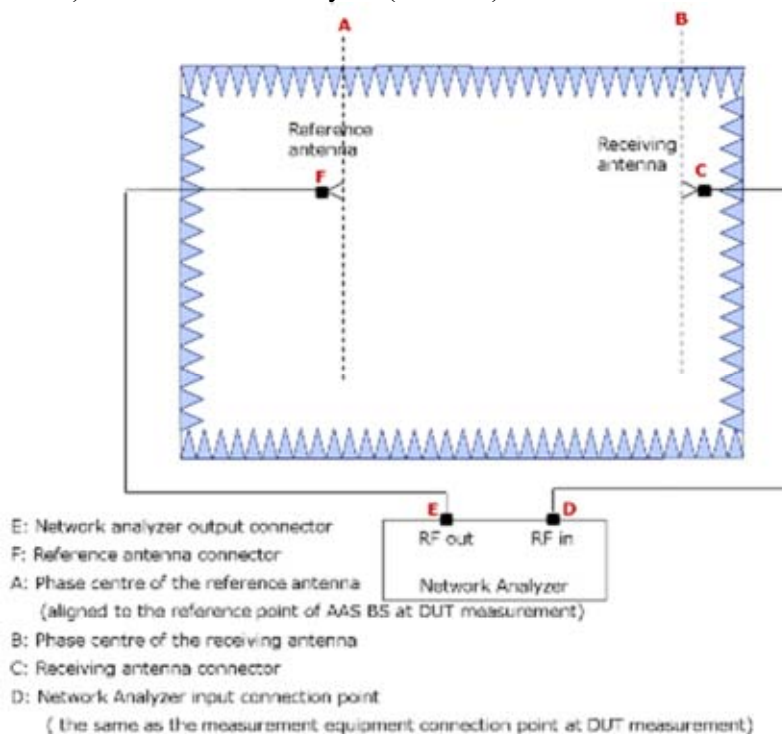 A
B
Reference
antenna
Receiving
antenna
F
C
E
D
RF out
RF in
Network Analyzer
E: Network analyzer output connector
F: Reference antenna connector
A: Phase centre of the reference antenna
(aligned to the reference point of AAS BS at DUT measurement)
B: Phase centre of the receiving antenna
C: Receiving antenna connector
D: Network Analyzer input connection point
( the same as the measurement equipment connection point at DUT measurement)